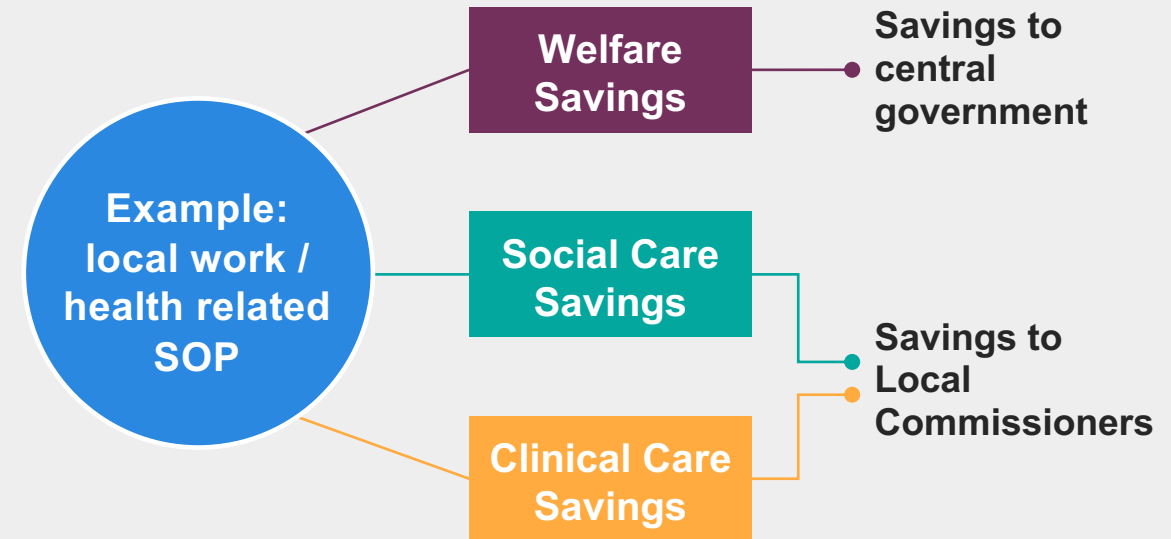 Example:
local work /
health related
SOP
Welfare
Savings
Savings to
central
government
Social Care
Savings
Clinical Care
Savings
Savings to
Local
Commissioners